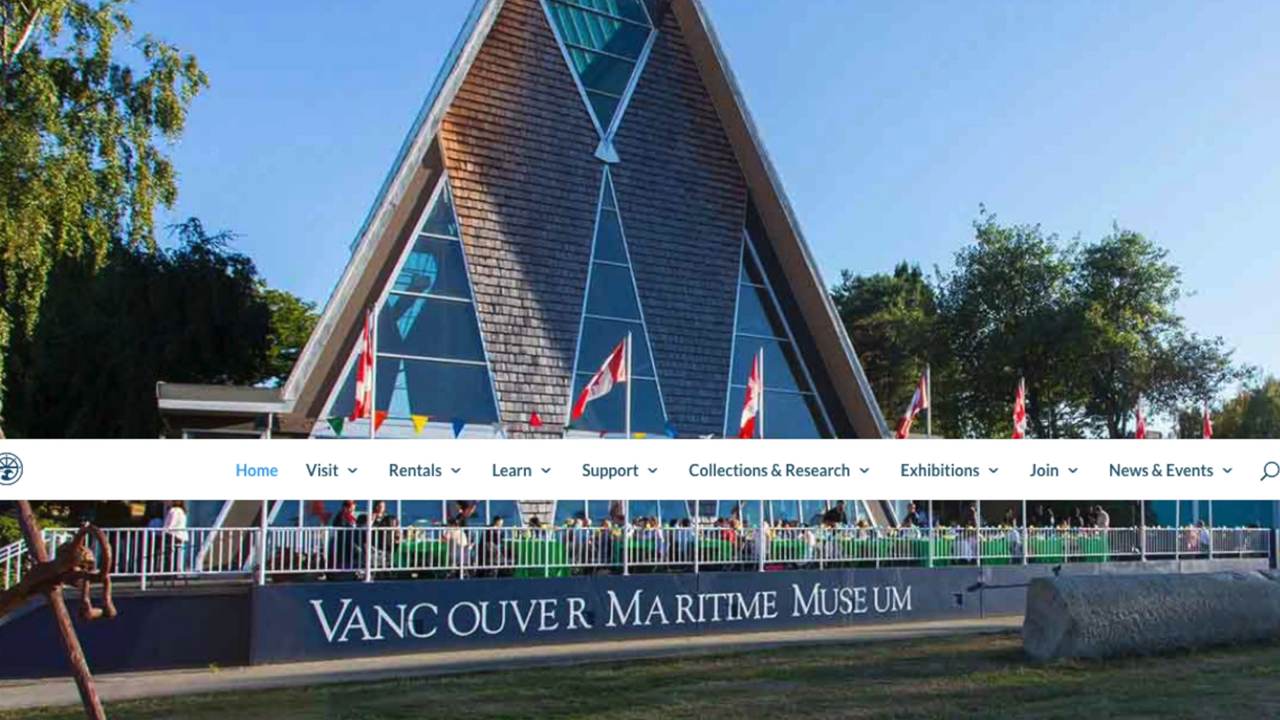 Home Visit Rentals Learn Support Collections & Research Exhibitions Join News & Events
VANCOUVER MARITIME MUSEUM